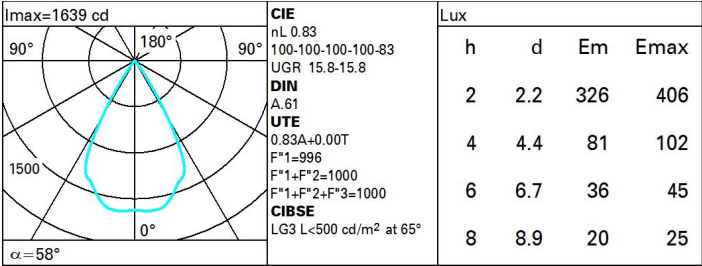 Imax=1639 cd
90°
180°
90°
1500
0°
α=58°
CIE
nL 0.83
100-100-100-100-83
UGR 15.8-15.8
DIN
A.61
UTE
0.83A+0.00T
F"1=996
F"1+F"2=1000
F"1+F"2+F"3=1000
CIBSE
LG3 L<500 cd/m² at 65°
Lux
h d Em Emax
2 2.2 326 406
4 4.4 81 102
6 6.7 36 45
8 8.9 20 25